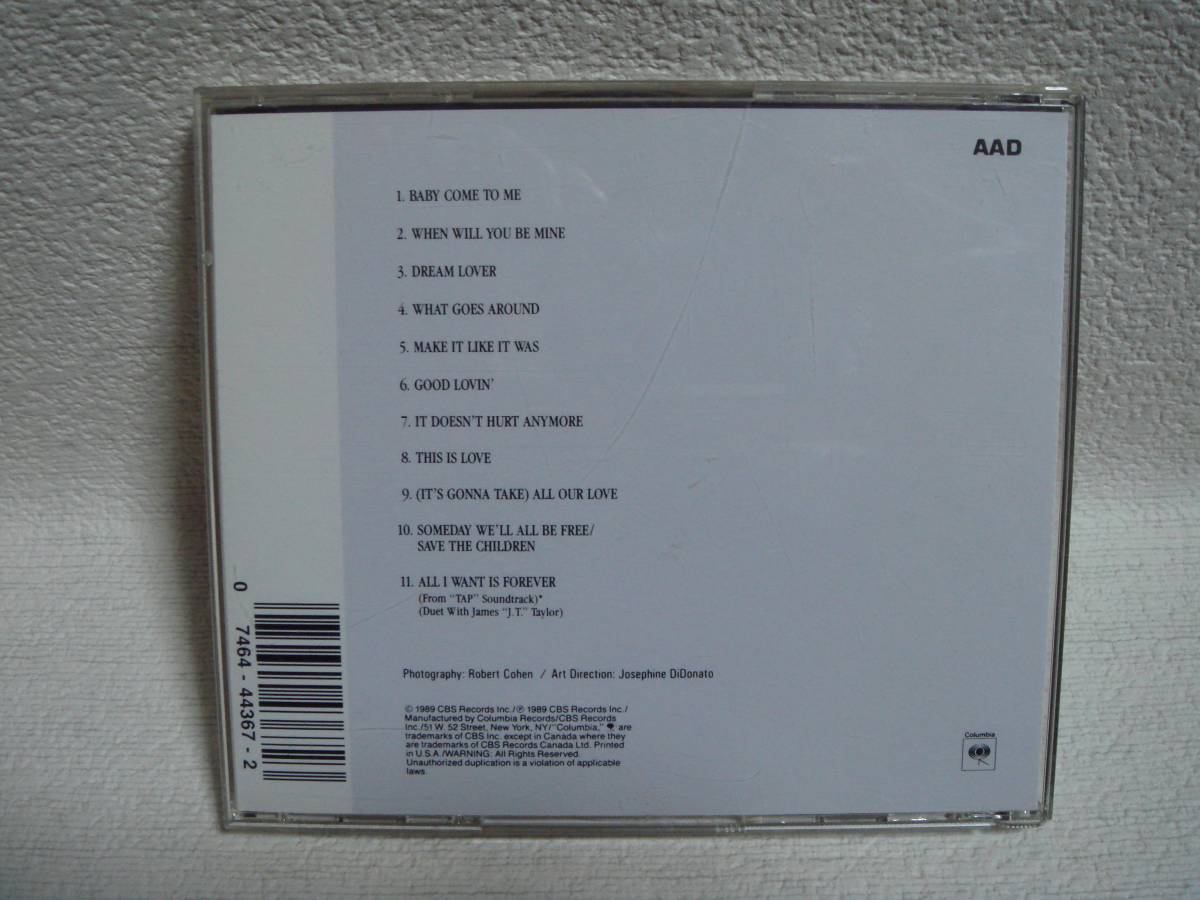 AAD
1. BABY COME TO ME
2. WHEN WILL YOU BE MINE
3. DREAM LOVER
4. WHAT GOES AROUND
5. MAKE IT LIKE IT WAS
6. GOOD LOVIN'
7. IT DOESN'T HURT ANYMORE
8. THIS IS LOVE
9. (IT'S GONNA TAKE) ALL OUR LOVE
10. SOMEDAY WE'LL ALL BE FREE/
SAVE THE CHILDREN
11. ALL I WANT IS FOREVER
(From "TAP" Soundtrack)*
(Duet With James "J.T." Taylor)
Photography: Robert Cohen / Art Direction: Josephine DiDonato
© 1989 CBS Records Inc./℗ 1989 CBS Records Inc./
Manufactured by Columbia Records/CBS Records
Inc./51 W. 52 Street, New York, NY/"Columbia," are
trademarks of CBS Inc. except in Canada where they
are trademarks of CBS Records Canada Ltd. Printed
in U.S.A./WARNING: All Rights Reserved.
Unauthorized duplication is a violation of applicable
laws.
Columbia
0 7464-44367-2